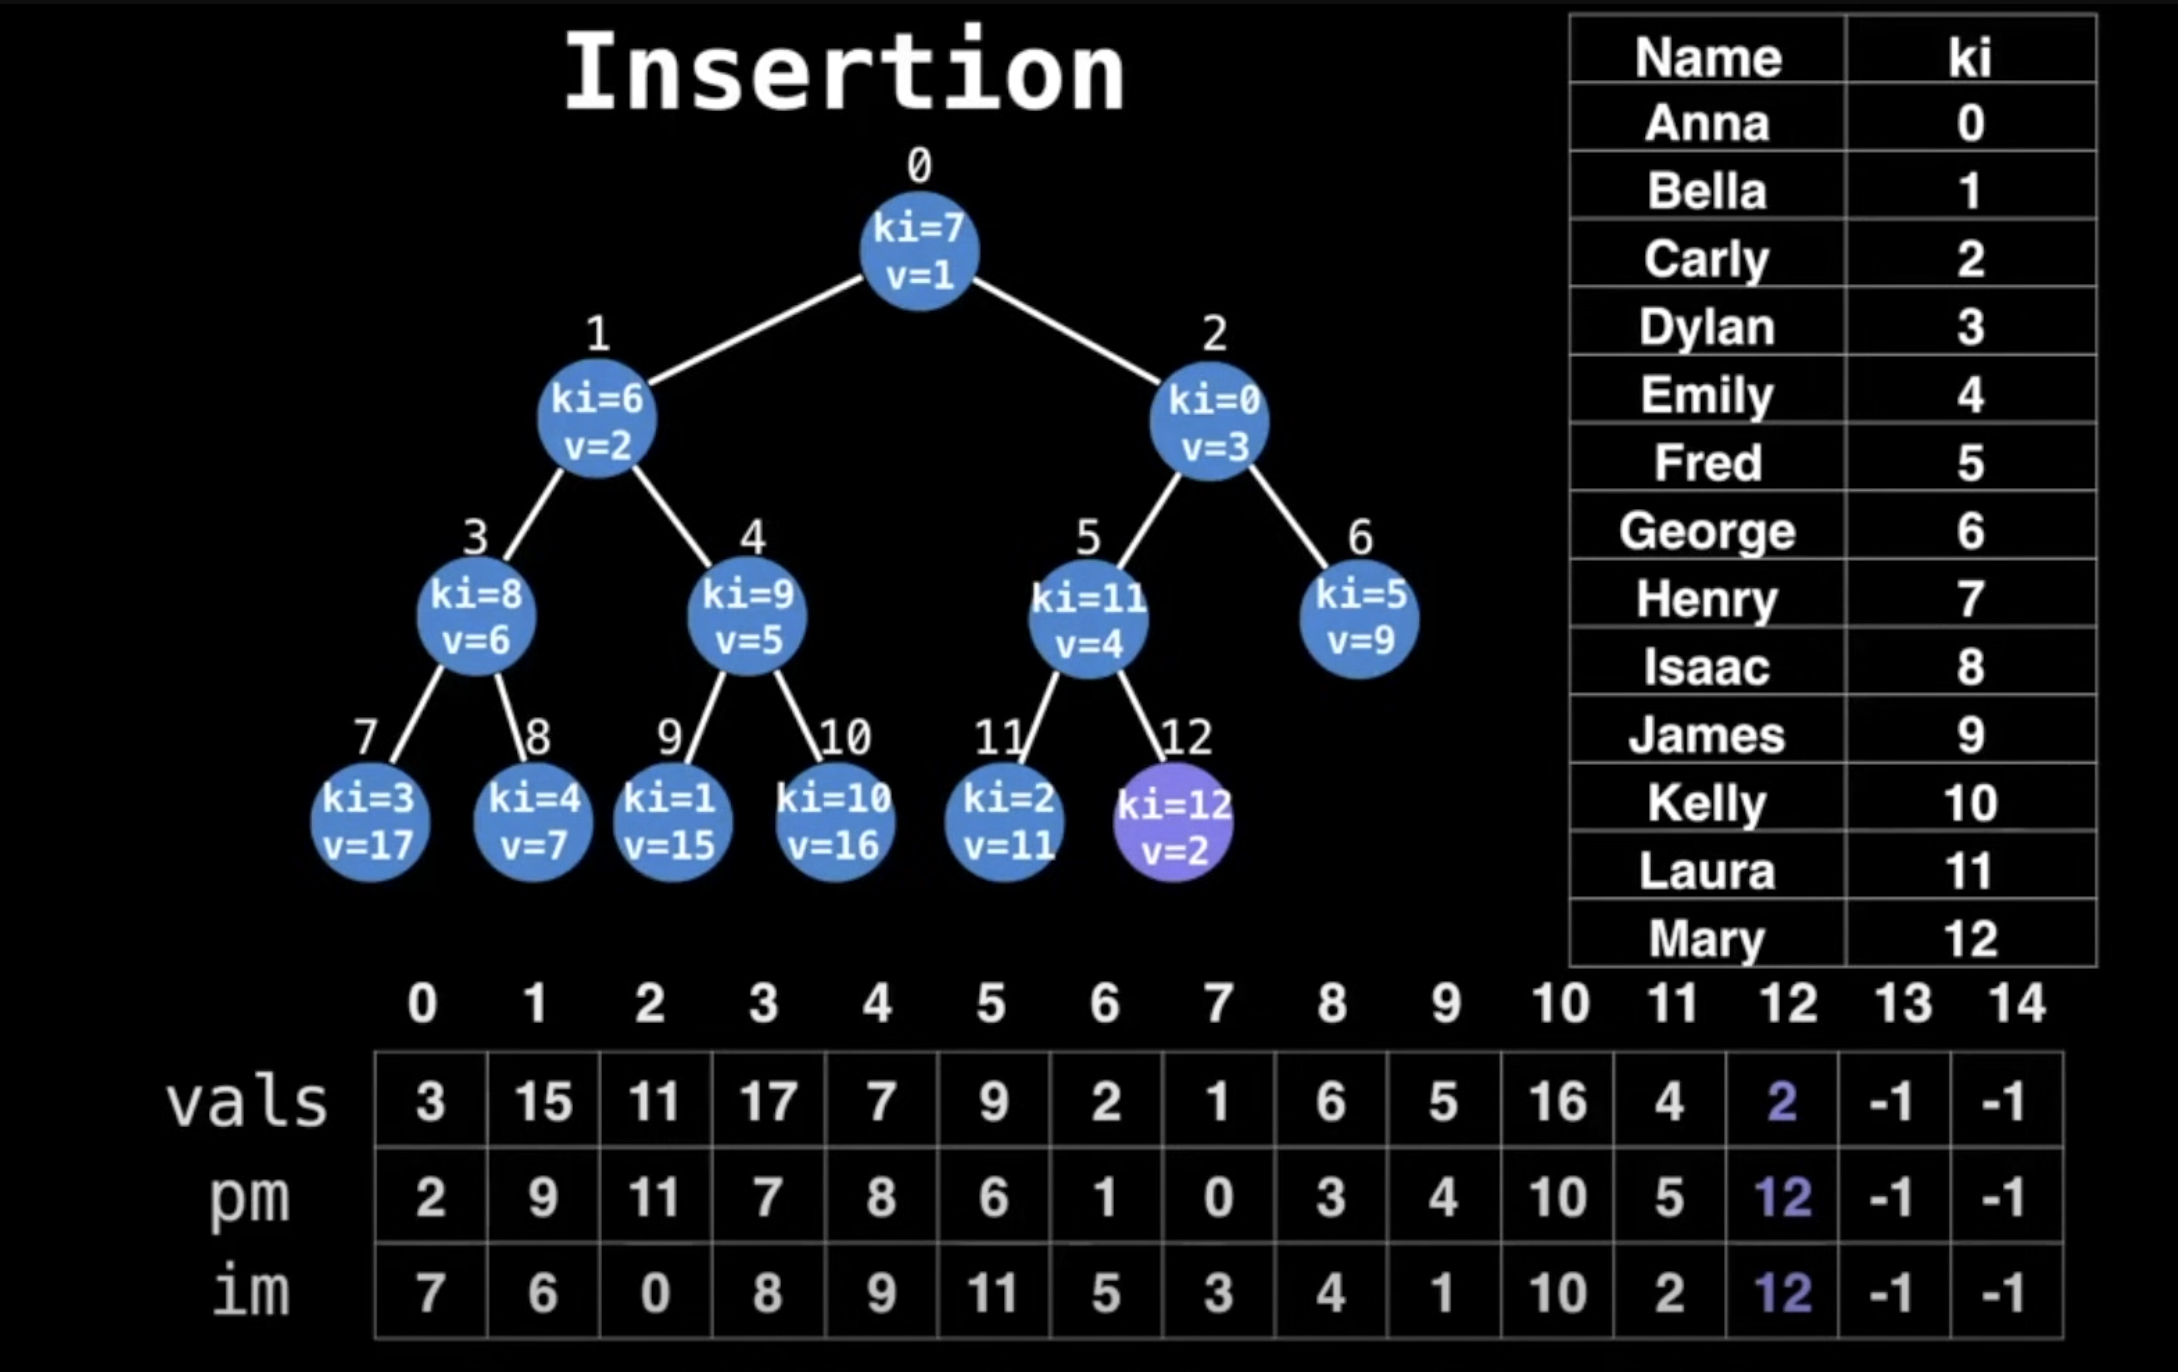 Insertion
0
ki=7
v=1
1
2
ki=6
v=2
ki=0
v=3
3
4
5
6
ki=8
v=6
ki=9
v=5
ki=11
v=4
ki=5
v=9
7
8
9
10
11
12
ki=3
v=17
ki=4
v=7
ki=1
v=15
ki=10
v=16
ki=2
v=11
ki=12
v=2
Name ki
Anna 0
Bella 1
Carly 2
Dylan 3
Emily 4
Fred 5
George 6
Henry 7
Isaac 8
James 9
Kelly 10
Laura 11
Mary 12
0 1 2 3 4 5 6 7 8 9 10 11 12 13 14
vals 3 15 11 17 7 9 2 1 6 5 16 4 2 -1 -1
pm 2 9 11 7 8 6 1 0 3 4 10 5 12 -1 -1
im 7 6 0 8 9 11 5 3 4 1 10 2 12 -1 -1